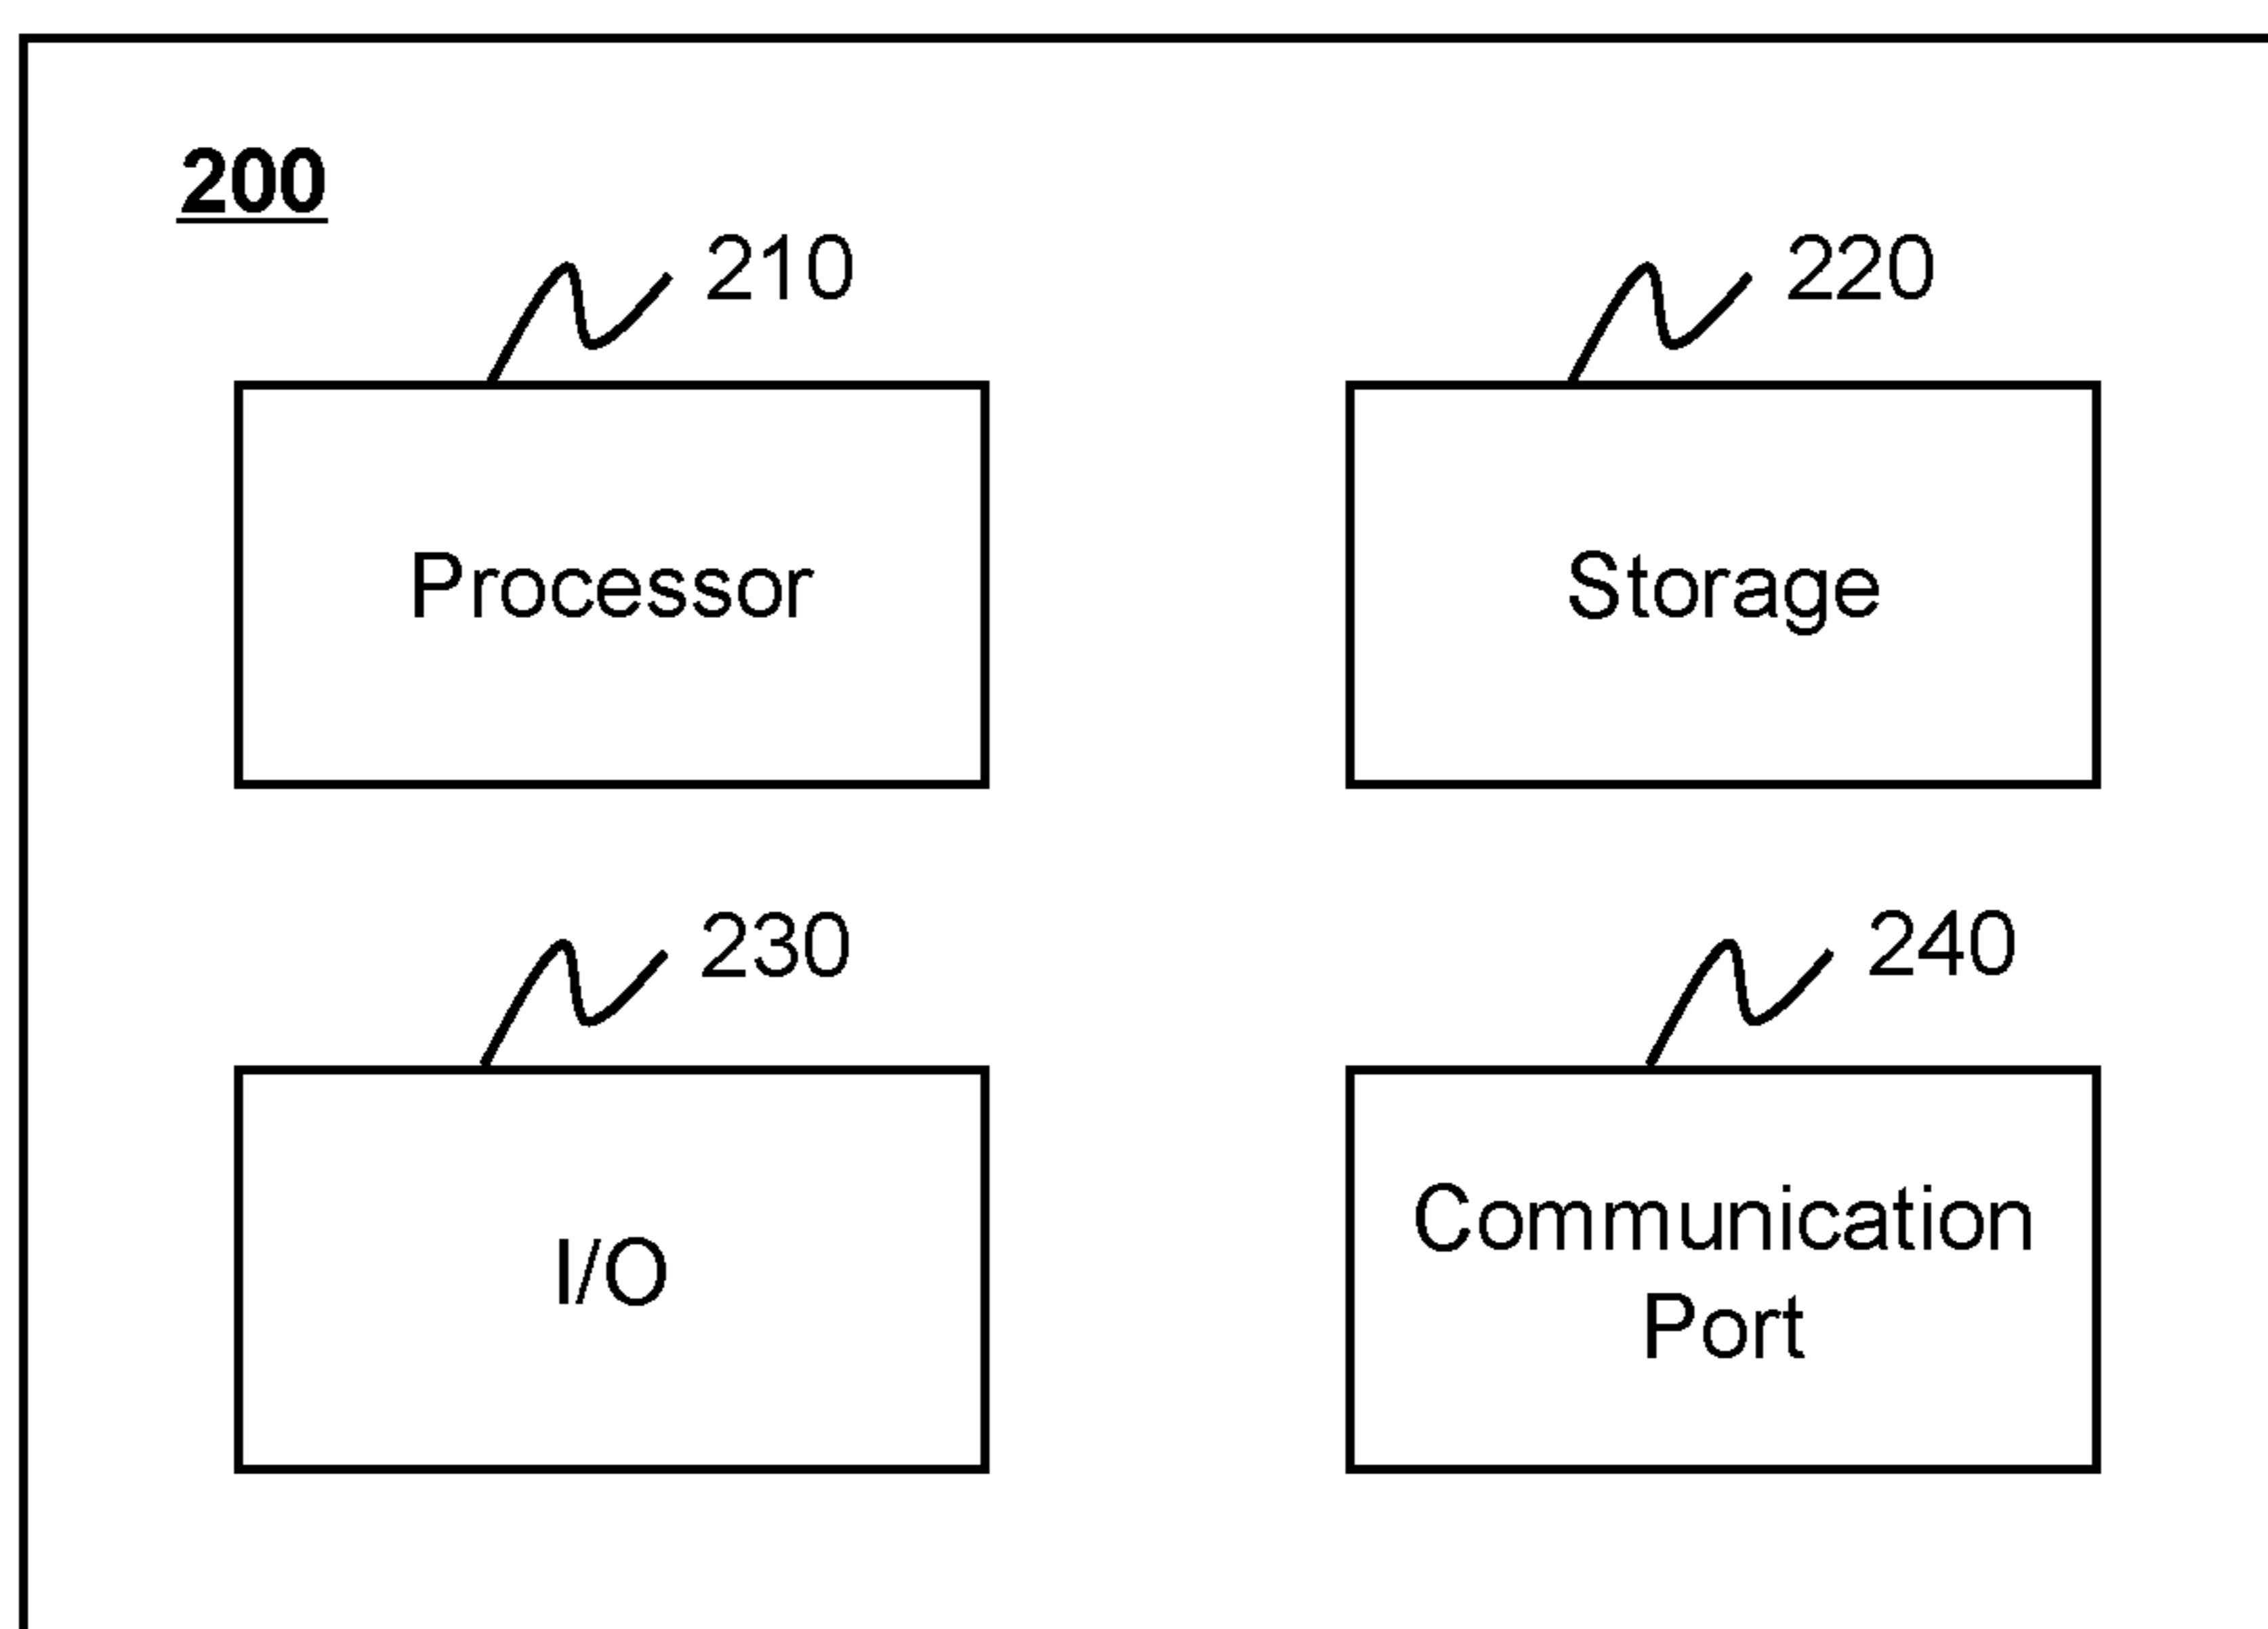 200
210
220
Processor
Storage
230
240
I/O
Communication
Port